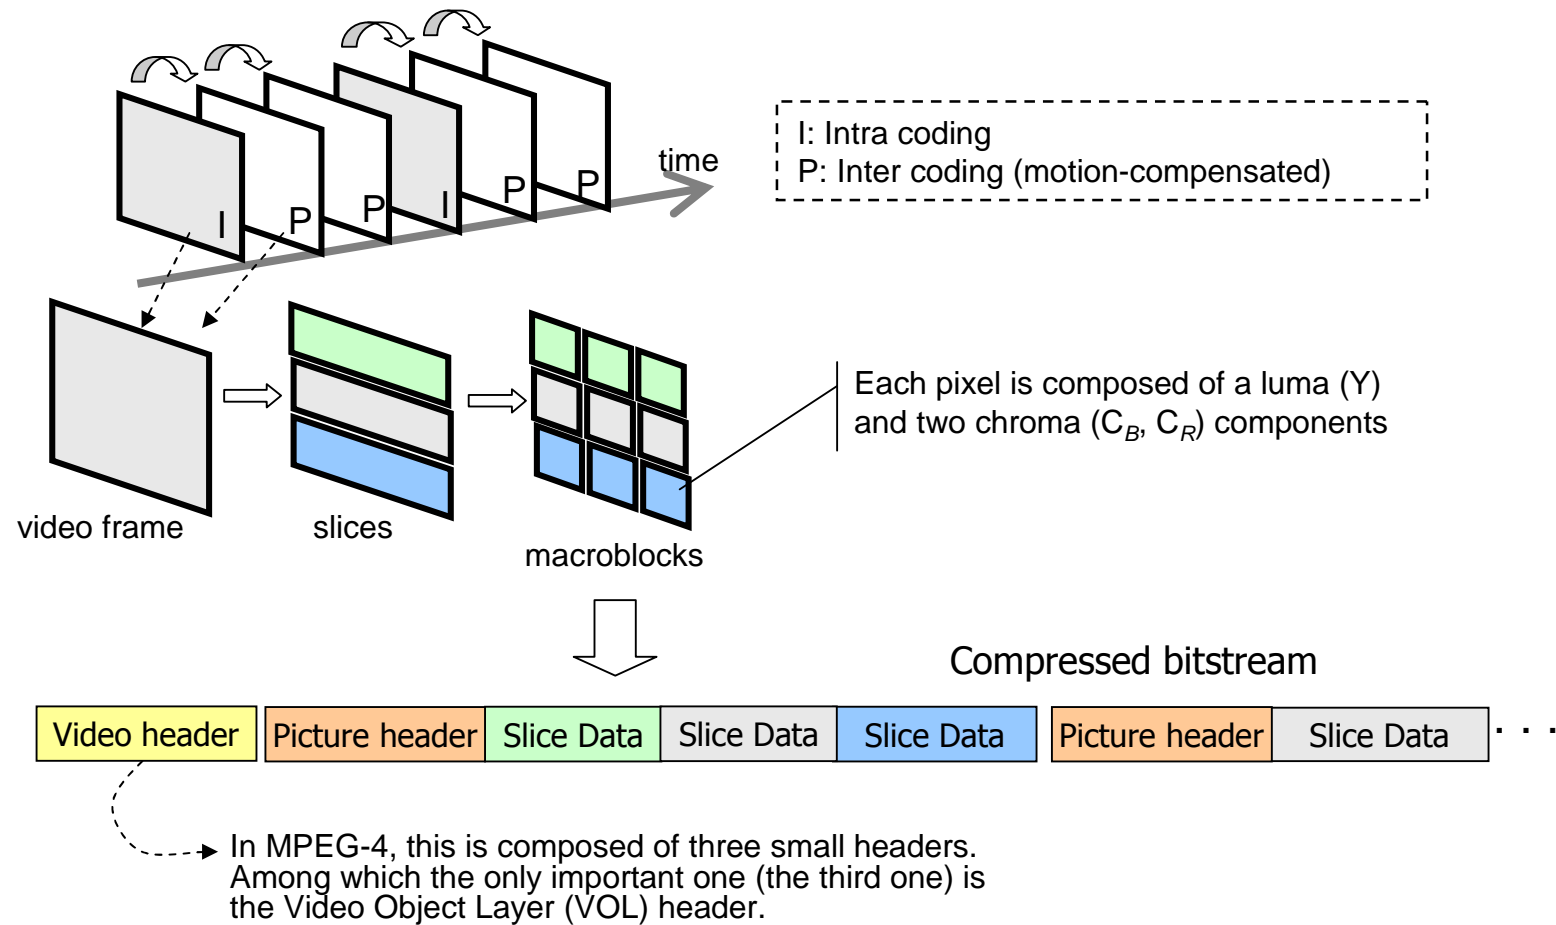 time
I
P
P
I
P
P
I: Intra coding
P: Inter coding (motion-compensated)
Each pixel is composed of a luma (Y)
and two chroma (C_B, C_R) components
video frame
slices
macroblocks
Compressed bitstream
Video header
Picture header
Slice Data
Slice Data
Slice Data
Picture header
Slice Data
. . .
In MPEG-4, this is composed of three small headers.
Among which the only important one (the third one) is
the Video Object Layer (VOL) header.